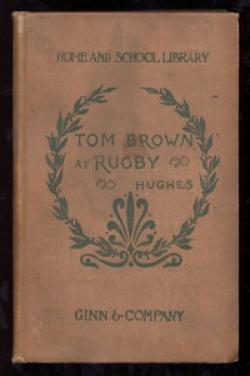 HOME AND SCHOOL LIBRARY
TOM BROWN
AT RUGBY
HUGHES
GINN & COMPANY